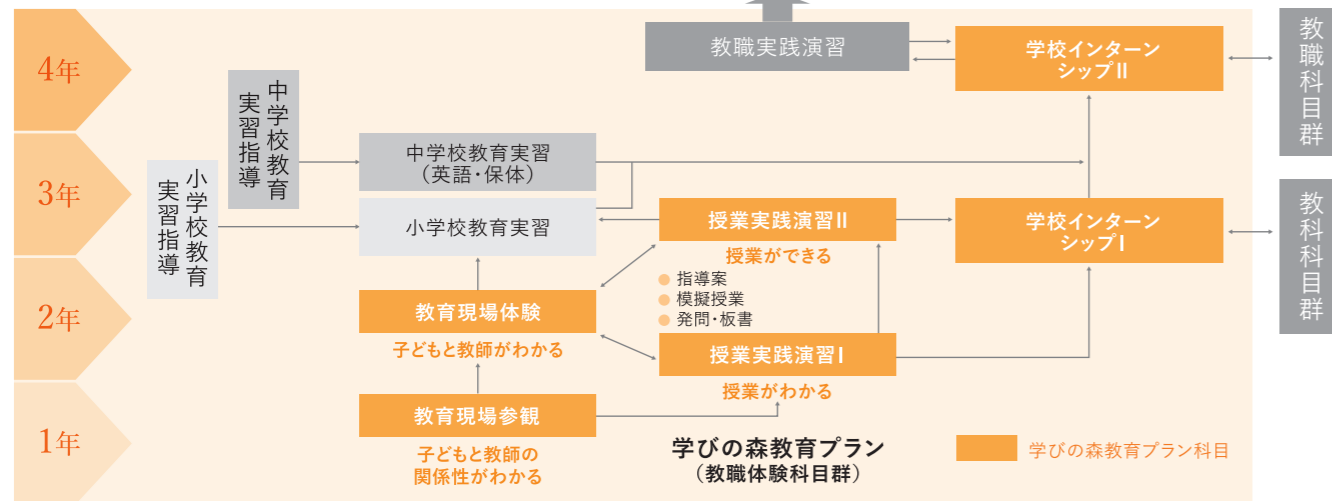 4年
3年
2年
1年
教職実践演習
学校インターン
シップⅡ
教職科目群
中学校教育
実習指導
小学校教育
実習指導
中学校教育実習
（英語・保体）
小学校教育実習
授業実践演習Ⅱ
授業ができる
学校インターン
シップⅠ
教科科目群
指導案
模擬授業
発問・板書
教育現場体験
子どもと教師がわかる
授業実践演習Ⅰ
授業がわかる
教育現場参観
子どもと教師の
関係性がわかる
学びの森教育プラン
（教職体験科目群）
学びの森教育プラン科目